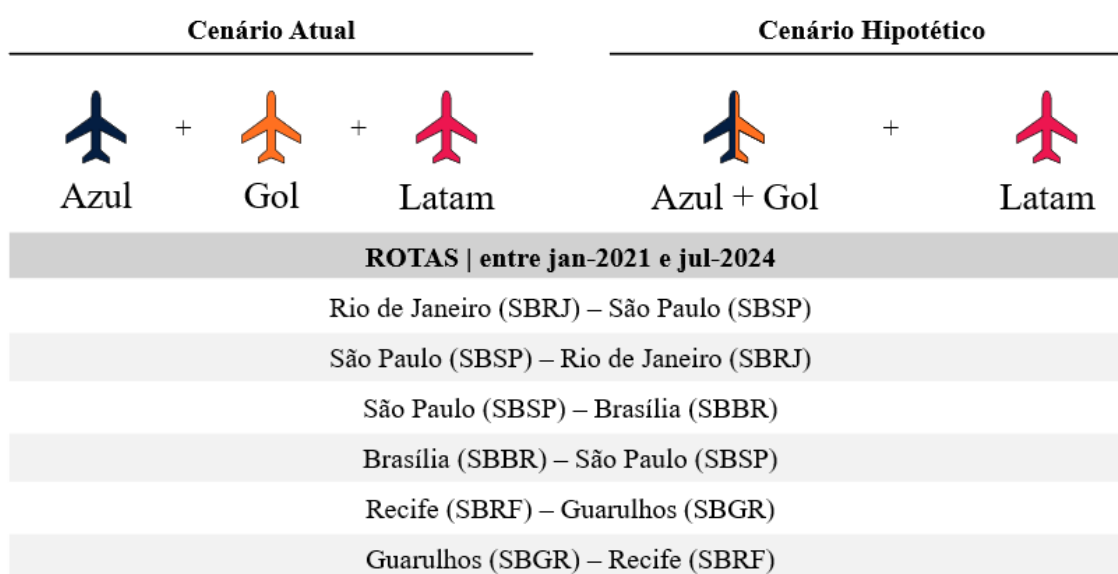 Cenário Atual Cenário Hipotético
+ + +
Azul Gol Latam Azul + Gol Latam
ROTAS | entre jan-2021 e jul-2024
Rio de Janeiro (SBRJ) – São Paulo (SBSP)
São Paulo (SBSP) – Rio de Janeiro (SBRJ)
São Paulo (SBSP) – Brasília (SBBR)
Brasília (SBBR) – São Paulo (SBSP)
Recife (SBRF) – Guarulhos (SBGR)
Guarulhos (SBGR) – Recife (SBRF)